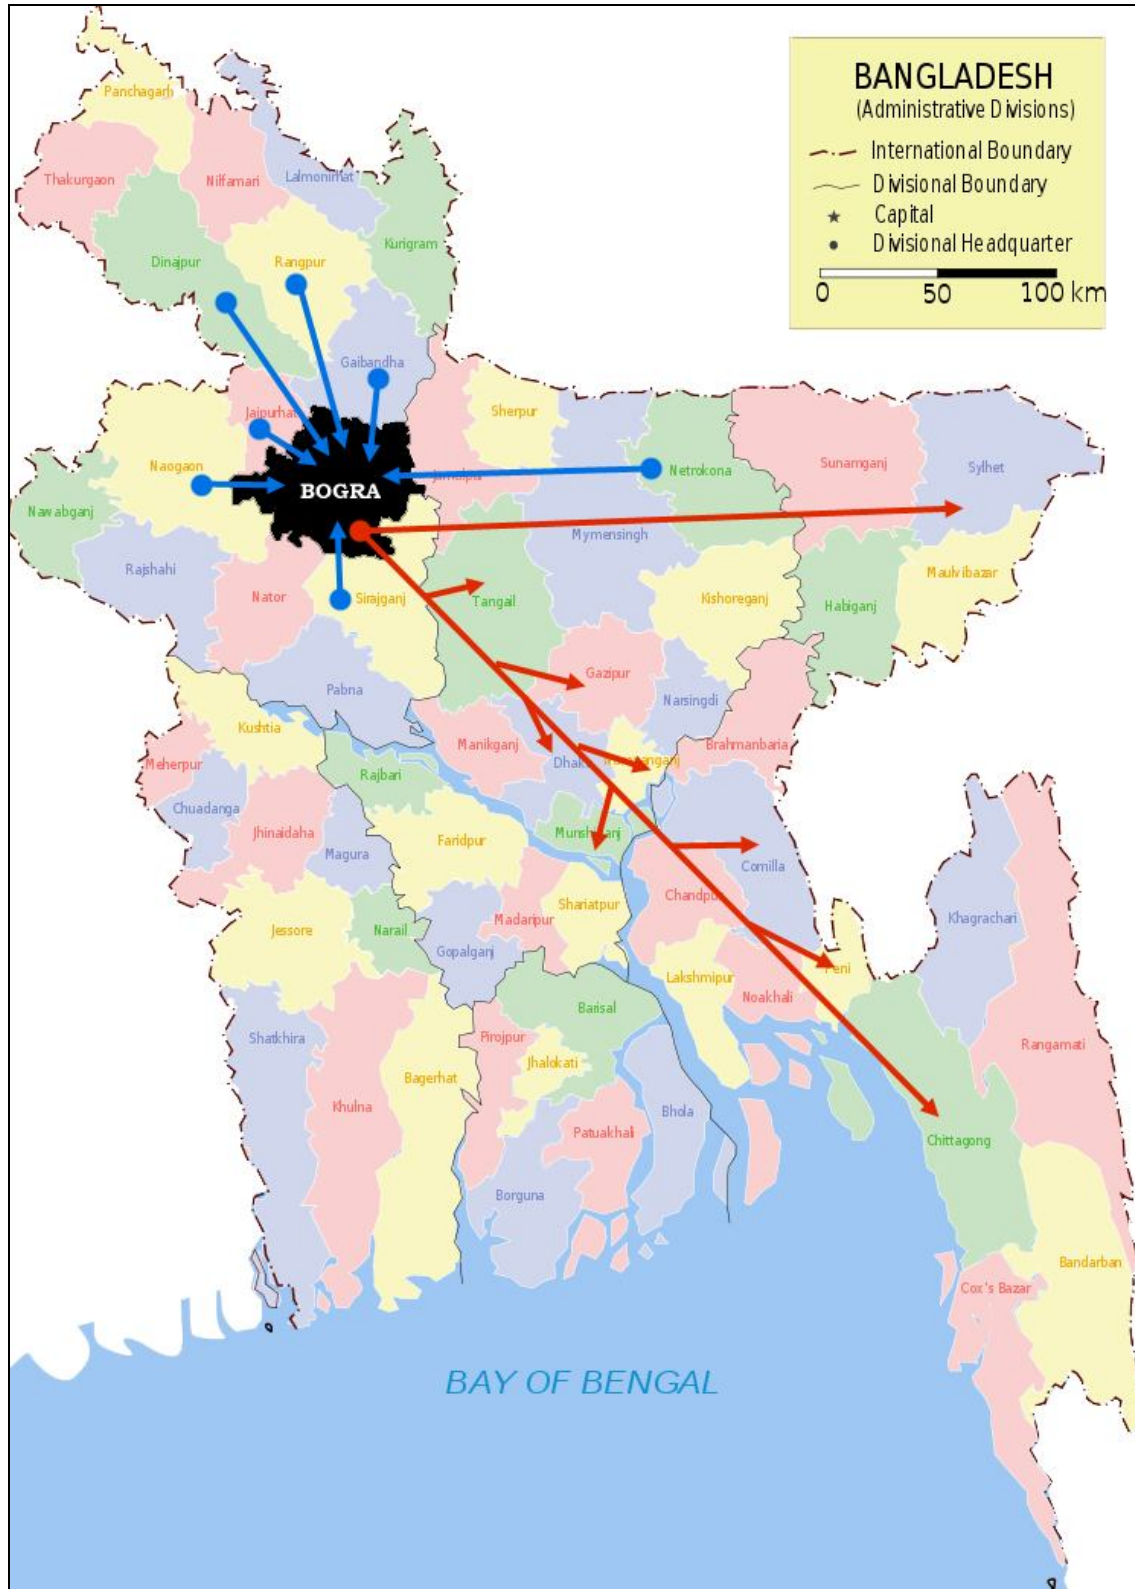 BANGLADESH
(Administrative Divisions)
International Boundary
Divisional Boundary
Capital
Divisional Headquarter
0 50 100 km
Panchagarh
Thakurgaon
Nilfamari
Lalmonirhat
Kurigram
Dinajpur
Rangpur
Gaibandha
Jaipurhat
Sherpur
Naogaon
Netrokona
Sunamganj
Sylhet
BOGRA
Nawabganj
Mymensingh
Rajshahi
Maulvibazar
Nator
Sirajganj
Tangail
Kishoreganj
Habiganj
Gazipur
Pabna
Narsingdi
Kushtia
Manikganj
Brahmanbaria
Meherpur
Dhaka
Rajbari
Chuadanga
Jhinaidaha
Faridpur
Magura
Comilla
Chandpur
Shariatpur
Madaripur
Jessore
Narail
Khagrachari
Gopalganj
Feni
Lakshmipur
Noakhali
Barisal
Shatkhira
Pirojpur
Rangamati
Jhalokati
Bagerhat
Khulna
Bhola
Patuakhali
Chittagong
Borguna
Bandarban
Cox's Bazar
BAY OF BENGAL